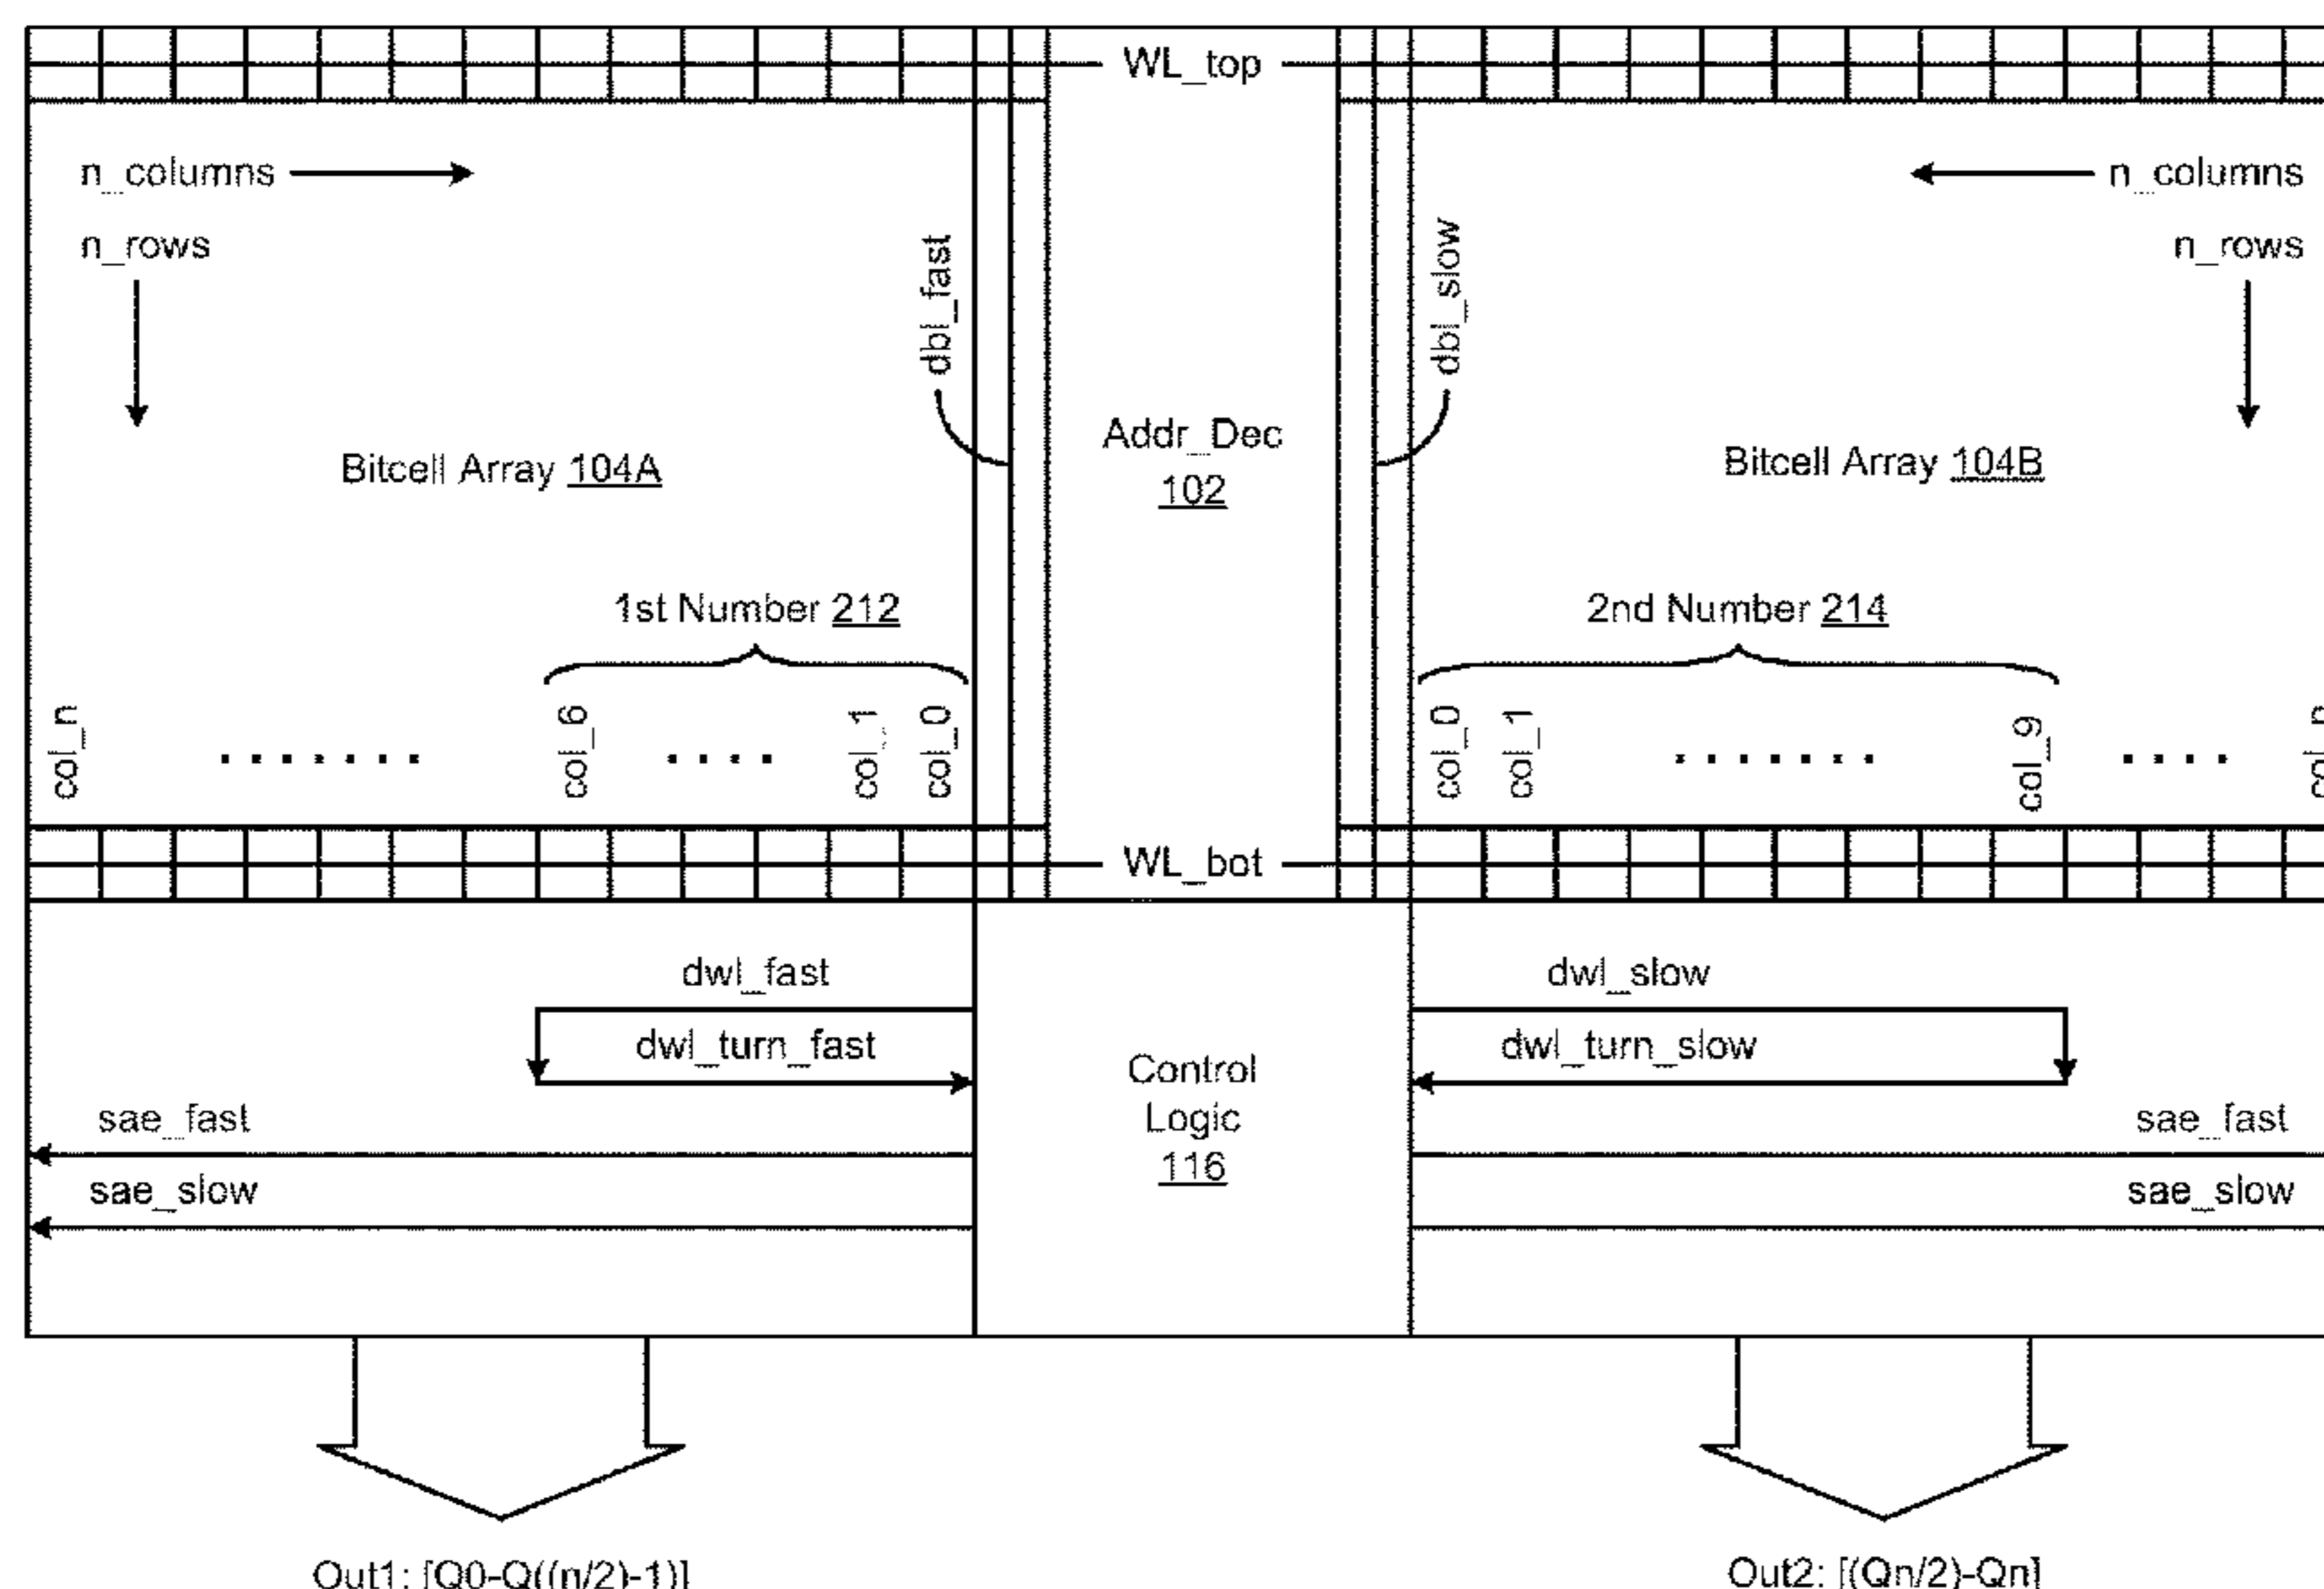 WL_top
n_columns
n_columns
n_rows
n_rows
dbl_fast
dbl_slow
Addr_Dec
102
Bitcell Array 104A
Bitcell Array 104B
1st Number 212
2nd Number 214
col_n
col_6
col_1
col_0
col_0
col_1
col_9
col_n
WL_bot
dwl_fast
dwl_slow
dwl_turn_fast
dwl_turn_slow
Control
Logic
116
sae_fast
sae_fast
sae_slow
sae_slow
Out1: [Q0-Q((n/2)-1)]
Out2: [(Qn/2)-Qn]